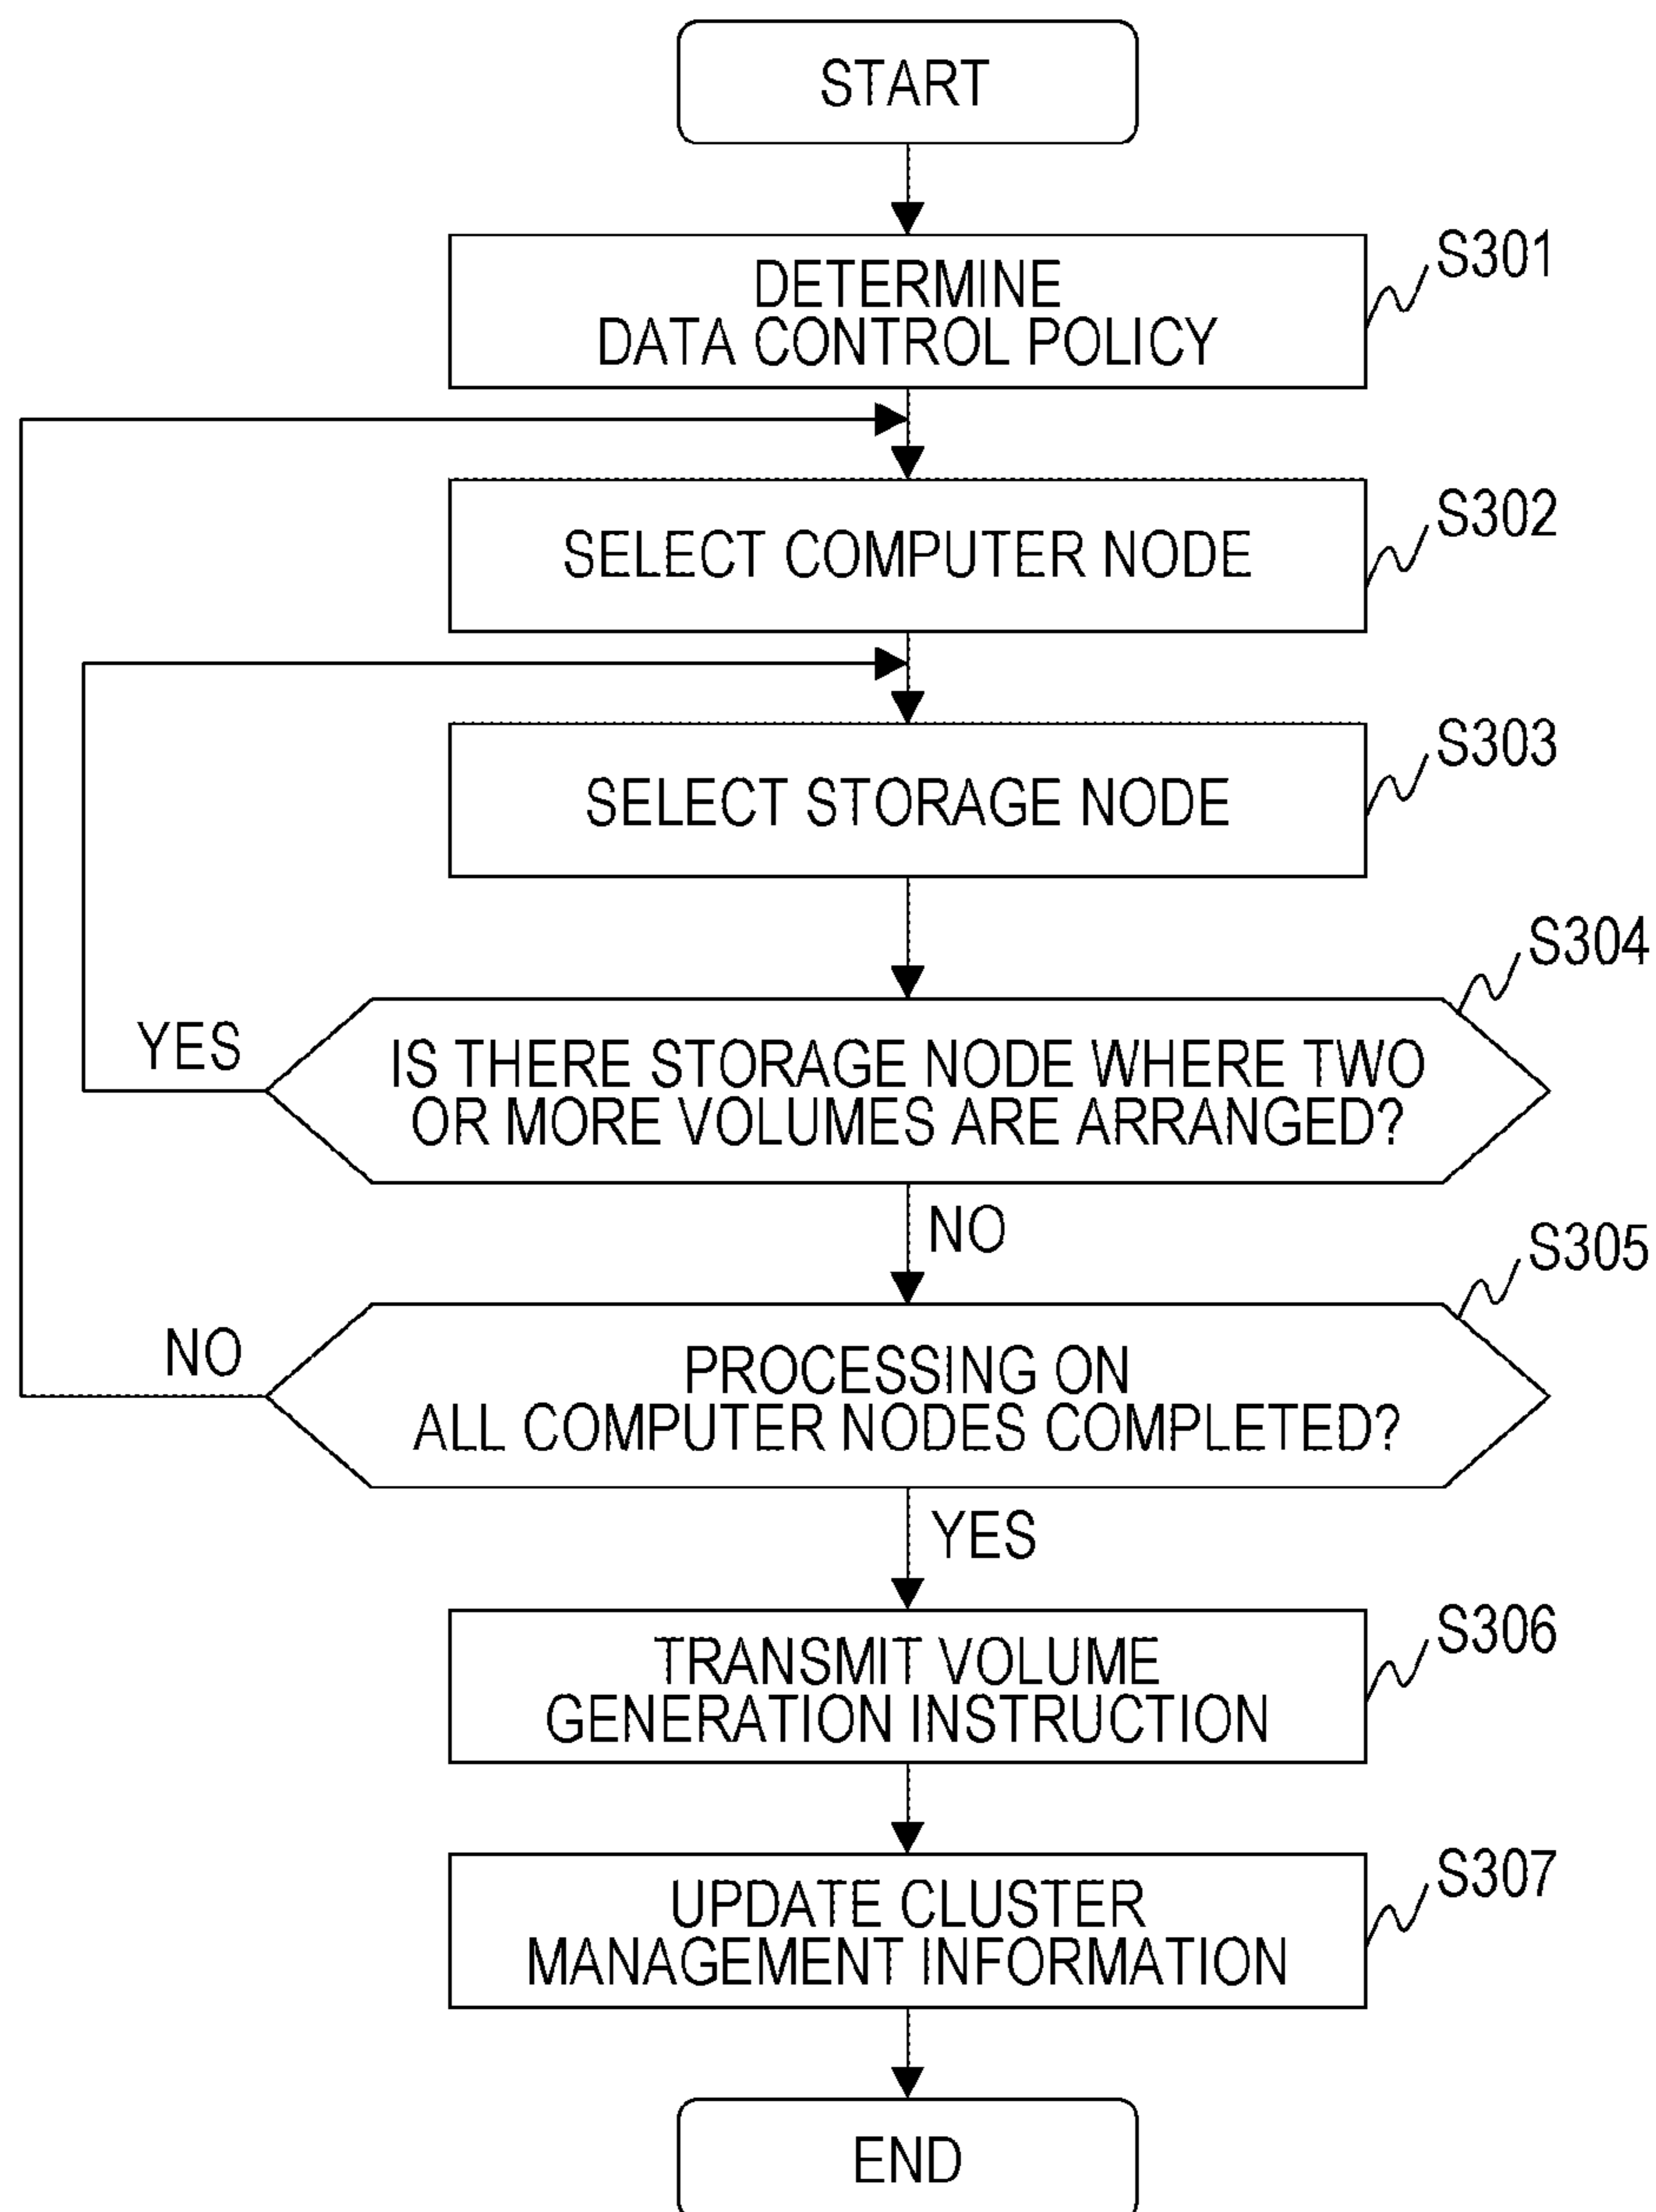 START
DETERMINE
DATA CONTROL POLICY
S301
SELECT COMPUTER NODE
S302
SELECT STORAGE NODE
S303
S304
YES
IS THERE STORAGE NODE WHERE TWO
OR MORE VOLUMES ARE ARRANGED?
NO
S305
NO
PROCESSING ON
ALL COMPUTER NODES COMPLETED?
YES
TRANSMIT VOLUME
GENERATION INSTRUCTION
S306
UPDATE CLUSTER
MANAGEMENT INFORMATION
S307
END